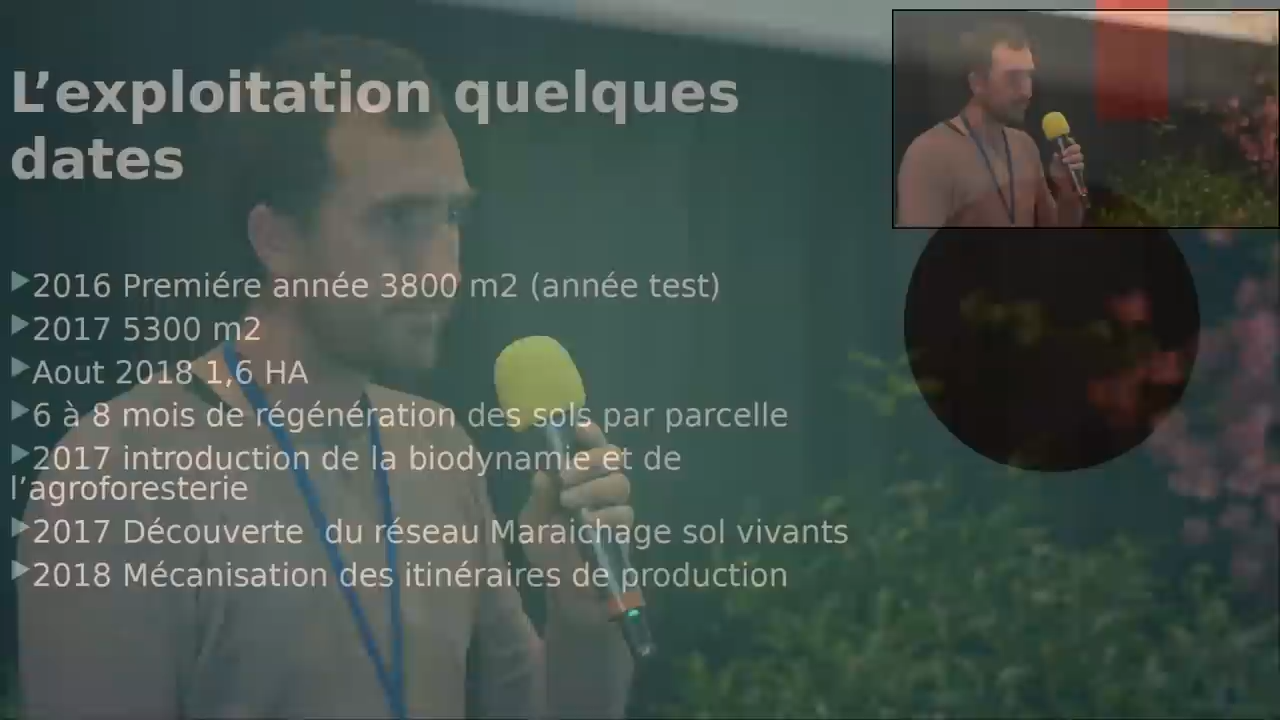 L’exploitation quelques
dates
2016 Premiére année 3800 m2 (année test)
2017 5300 m2
Aout 2018 1,6 HA
6 à 8 mois de régénération des sols par parcelle
2017 introduction de la biodynamie et de
l’agroforesterie
2017 Découverte  du réseau Maraichage sol vivants
2018 Mécanisation des itinéraires de production